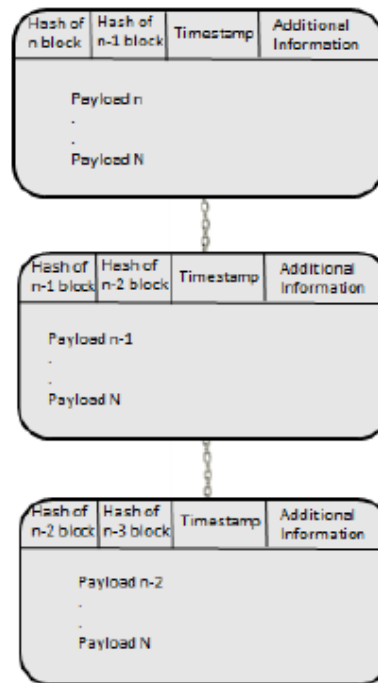 Hash of Hash of Timestamp Additional
n block n-1 block Information
Payload n
.
.
Payload N
Hash of Hash of Timestamp Additional
n-1 block n-2 block Information
Payload n-1
.
.
Payload N
Hash of Hash of Timestamp Additional
n-2 block n-3 block Information
Payload n-2
.
.
Payload N